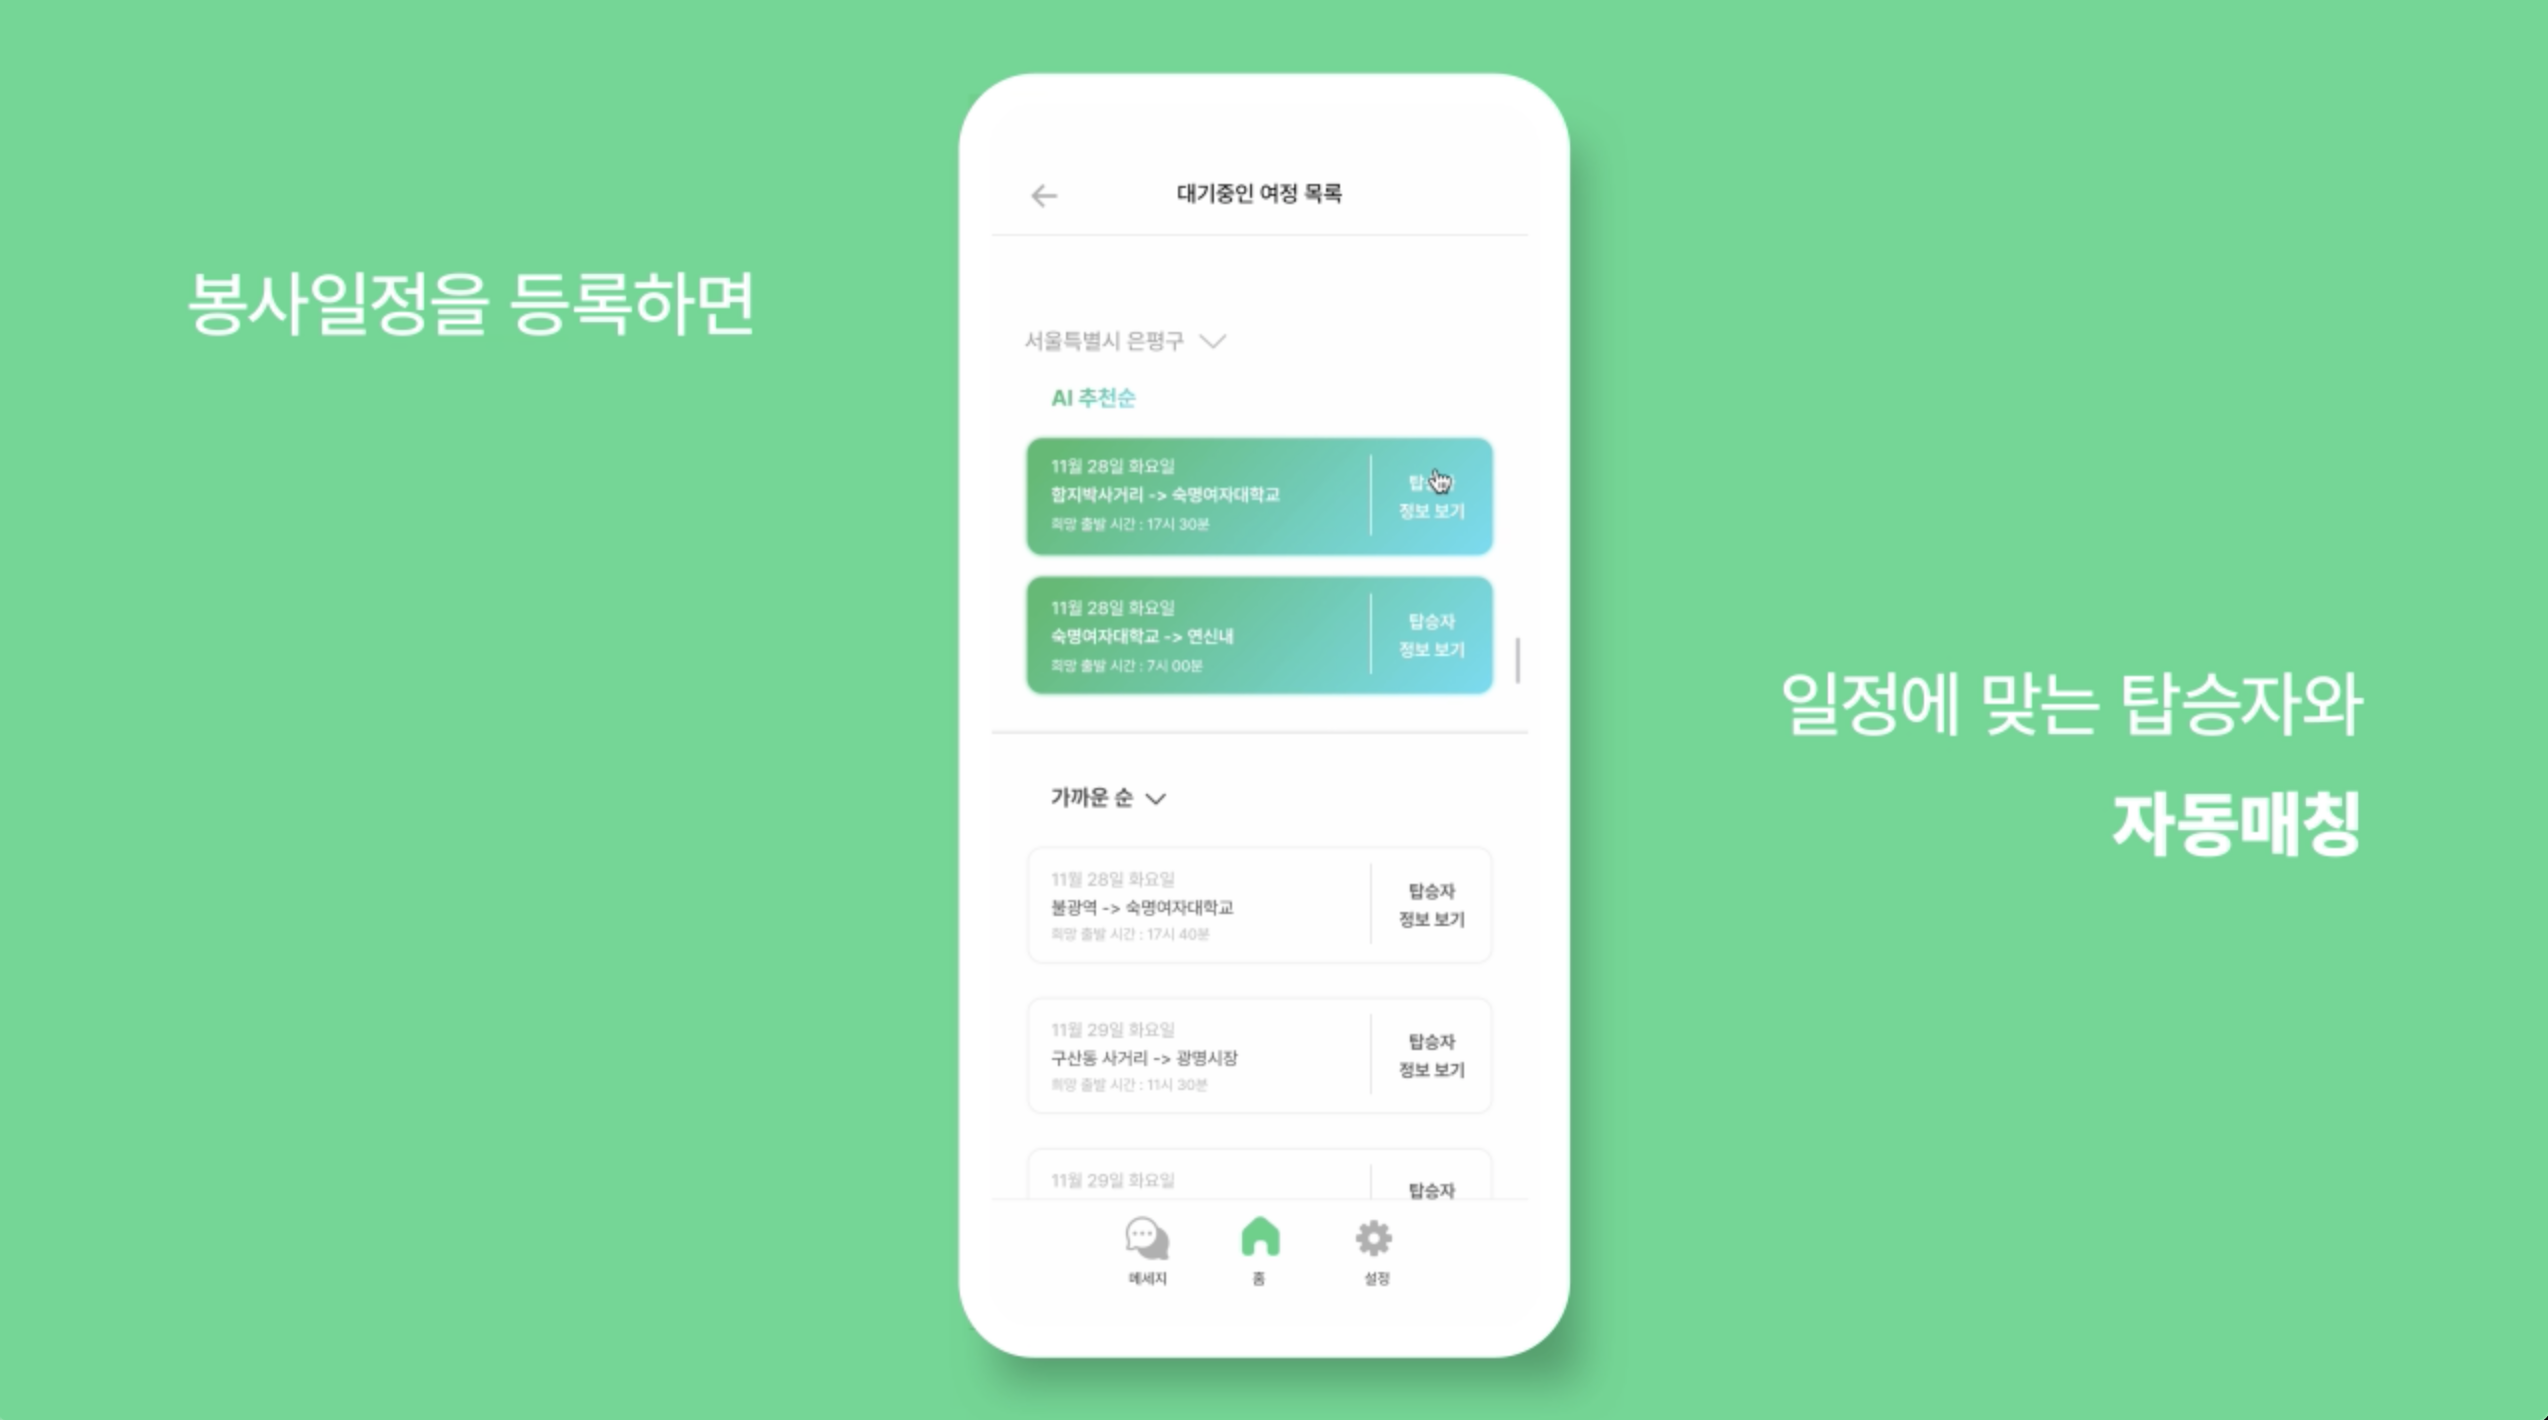 봉사일정을 등록하면
대기중인 여정 목록
서울특별시 은평구
AI 추천순
11월 28일 화요일
함지박사거리 -> 숙명여자대학교
희망 출발 시간 : 17시 30분
정보 보기
11월 28일 화요일
숙명여자대학교 -> 연신내
희망 출발 시간 : 7시 00분
탑승자
정보 보기
가까운 순
11월 28일 화요일
불광역 -> 숙명여자대학교
희망 출발 시간 : 17시 40분
탑승자
정보 보기
11월 29일 화요일
구산동 사거리 -> 광명시장
희망 출발 시간 : 11시 30분
탑승자
정보 보기
11월 29일 화요일
탑승자
메세지
홈
설정
일정에 맞는 탑승자와
자동매칭